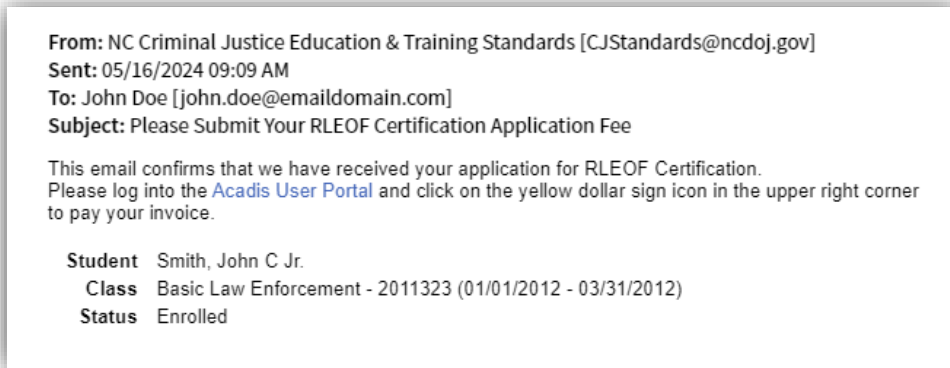 From: NC Criminal Justice Education & Training Standards [CJStandards@ncdoj.gov]
Sent: 05/16/2024 09:09 AM
To: John Doe [john.doe@emaildomain.com]
Subject: Please Submit Your RLEOF Certification Application Fee
This email confirms that we have received your application for RLEOF Certification.
Please log into the Acadis User Portal and click on the yellow dollar sign icon in the upper right corner
to pay your invoice.
Student Smith, John C Jr.
Class Basic Law Enforcement - 2011323 (01/01/2012 - 03/31/2012)
Status Enrolled